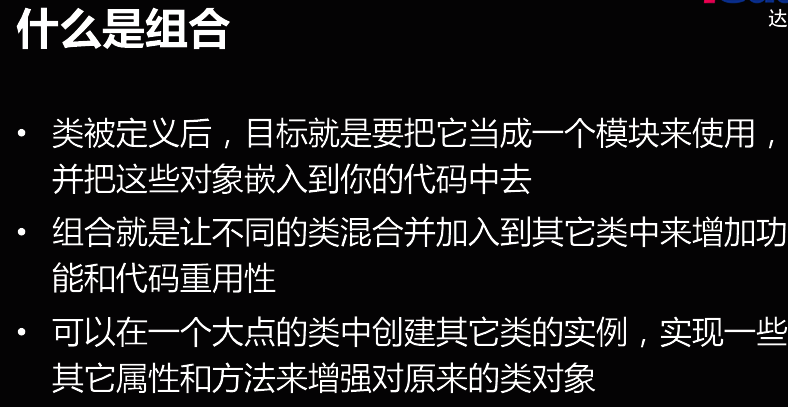 什么是组合
达
• 类被定义后，目标就是要把它当成一个模块来使用，
并把这些对象嵌入到你的代码中去
• 组合就是让不同的类混合并加入到其它类中来增加功
能和代码重用性
• 可以在一个大点的类中创建其它类的实例，实现一些
其它属性和方法来增强对原来的类对象